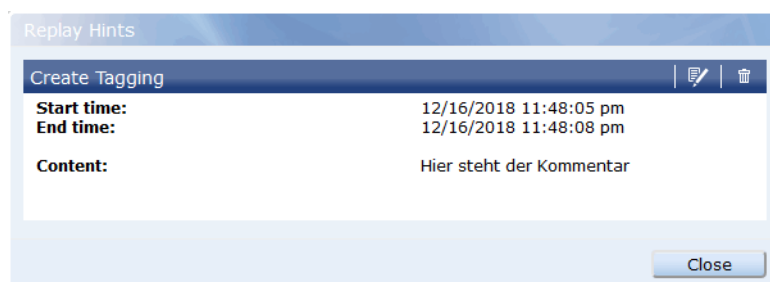 Replay Hints
Create Tagging
Start time: 12/16/2018 11:48:05 pm
End time: 12/16/2018 11:48:08 pm
Content: Hier steht der Kommentar
Close